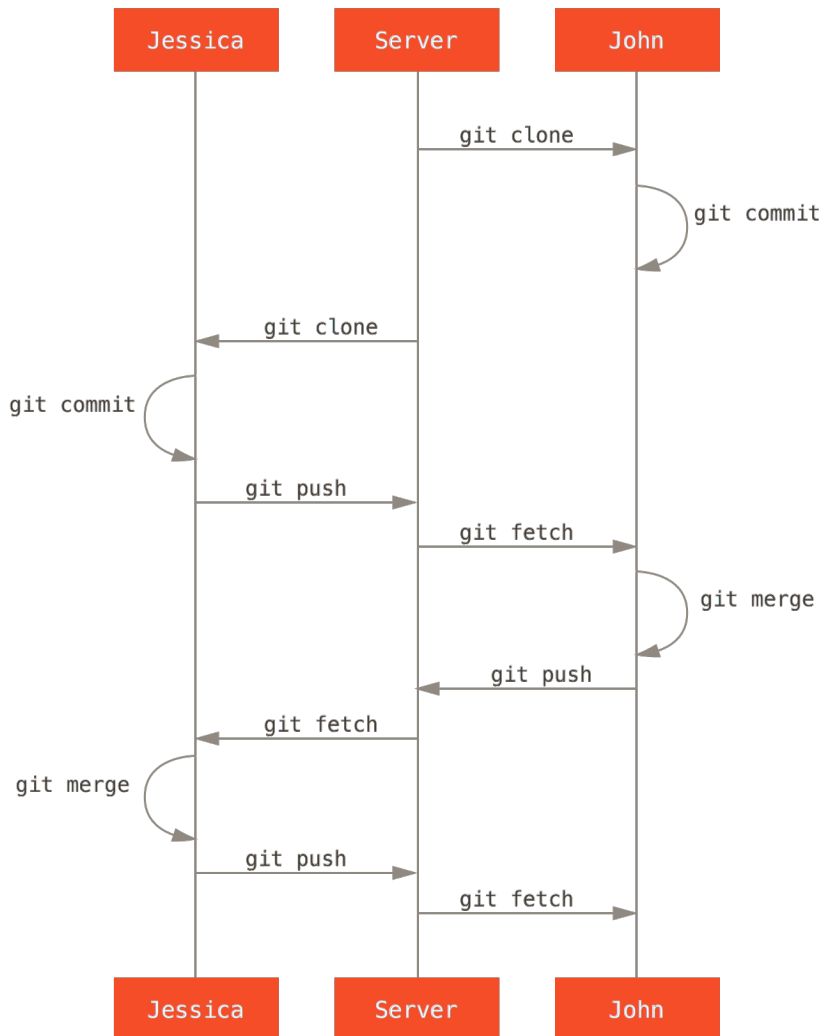 Jessica
Server
John
git clone
git commit
git clone
git commit
git push
git fetch
git merge
git push
git fetch
git merge
git push
git fetch
Jessica
Server
John